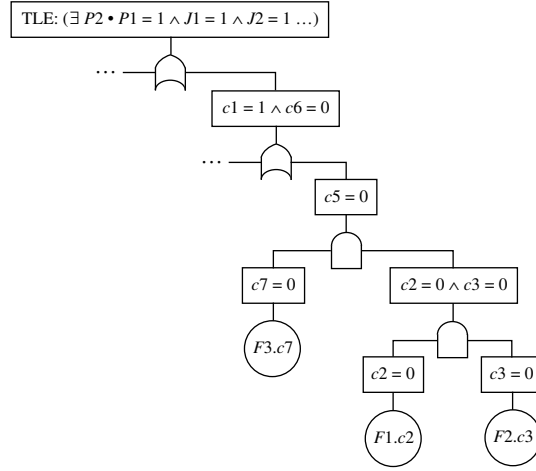 TLE: (∃ P2 • P1 = 1 ∧ J1 = 1 ∧ J2 = 1 …)
…
c1 = 1 ∧ c6 = 0
…
c5 = 0
c7 = 0
c2 = 0 ∧ c3 = 0
F3.c7
c2 = 0
c3 = 0
F1.c2
F2.c3